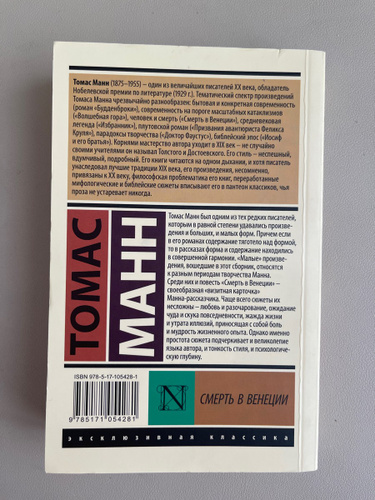 Томас Манн (1875–1955) – один из величайших писателей XX века, обладатель
Нобелевской премии по литературе (1929 г.). Тематический спектр произведений
Томаса Манна чрезвычайно разнообразен: бытовая и конкретная современность
(роман «Будденброки»), современность на пороге масштабных катаклизмов
(«Волшебная гора»), человек и смерть («Смерть в Венеции»), средневековая
легенда («Избранник»), плутовской роман («Признания авантюриста Феликса
Круля»), парадоксы творчества («Доктор Фаустус»), библейский эпос («Иосиф
и его братья»). Корнями мастерство автора уходит в XIX век – не случайно
своими учителями он называл Толстого и Достоевского. Его стиль – неспешный,
вдумчивый, подробный. Его книги читаются на одном дыхании, и хотя писатель
унаследовал лучшие традиции XIX века, его произведения, несомненно,
привязаны к XX веку, философская проблематика его книг, переработанные
мифологические и библейские сюжеты вписывают его в пантеон классиков, чья
проза не устаревает никогда.
ТОМАС
МАНН
Томас Манн был одним из тех редких писателей,
которым в равной степени удавались произведе-
ния и больших, и малых форм. Причем если
в его романах содержание тяготело над формой,
то в рассказах форма и содержание находились
в совершенной гармонии. «Малые» произведе-
ния, вошедшие в этот сборник, относятся
к разным периодам творчества Манна.
Среди них и повесть «Смерть в Венеции» –
своеобразная «визитная карточка»
Манна-рассказчика. Чаще всего сюжеты их
несложны – любовь и разочарование, ожидание
чуда и скука повседневности, жажда жизни
и утрата иллюзий, приносящая с собой боль
и мудрость жизненного опыта. Однако именно
простота сюжета подчеркивает и великолепие
языка автора, и тонкость стиля, и психологиче-
скую глубину.
ISBN 978-5-17-105428-1
9 785171 054281
N
СМЕРТЬ В ВЕНЕЦИИ
эксклюзивная классика